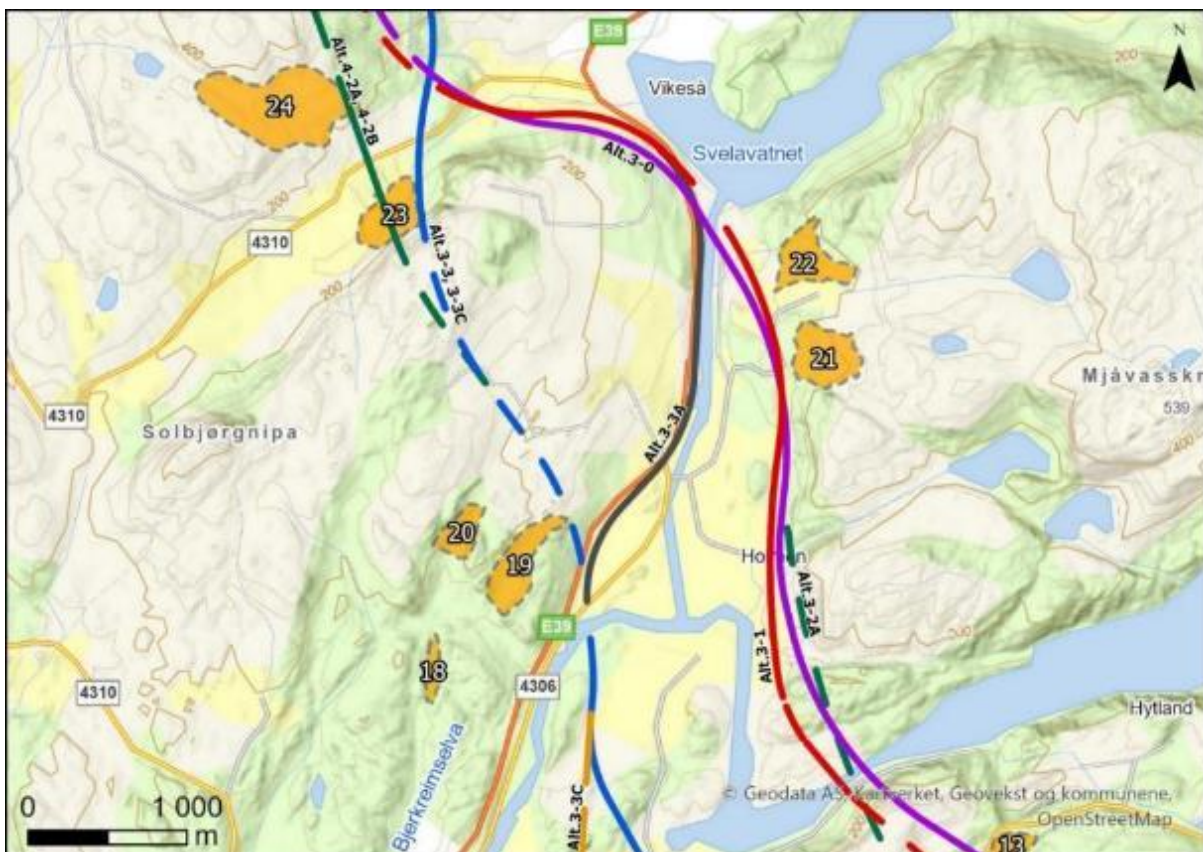 N
E39
400
200
Alt.4-2A, 4-2B
24
Vikeså
Svelavatnet
Alt.3-0
200
200
23
4310
Alt.3-3, 3-3C
22
200
21
Mjåvasskr
539
4310
Solbjørgnipa
400
Alt.3-3A
20
19
Alt.3-2A
E39
200
Alt.3-1
18
4310
4306
Hytland
Bjerkreimselva
0 1 000
m
Alt.3-3C
© Geodata AS, Kartverket, Geovekst og kommunene,
OpenStreetMap
200
13